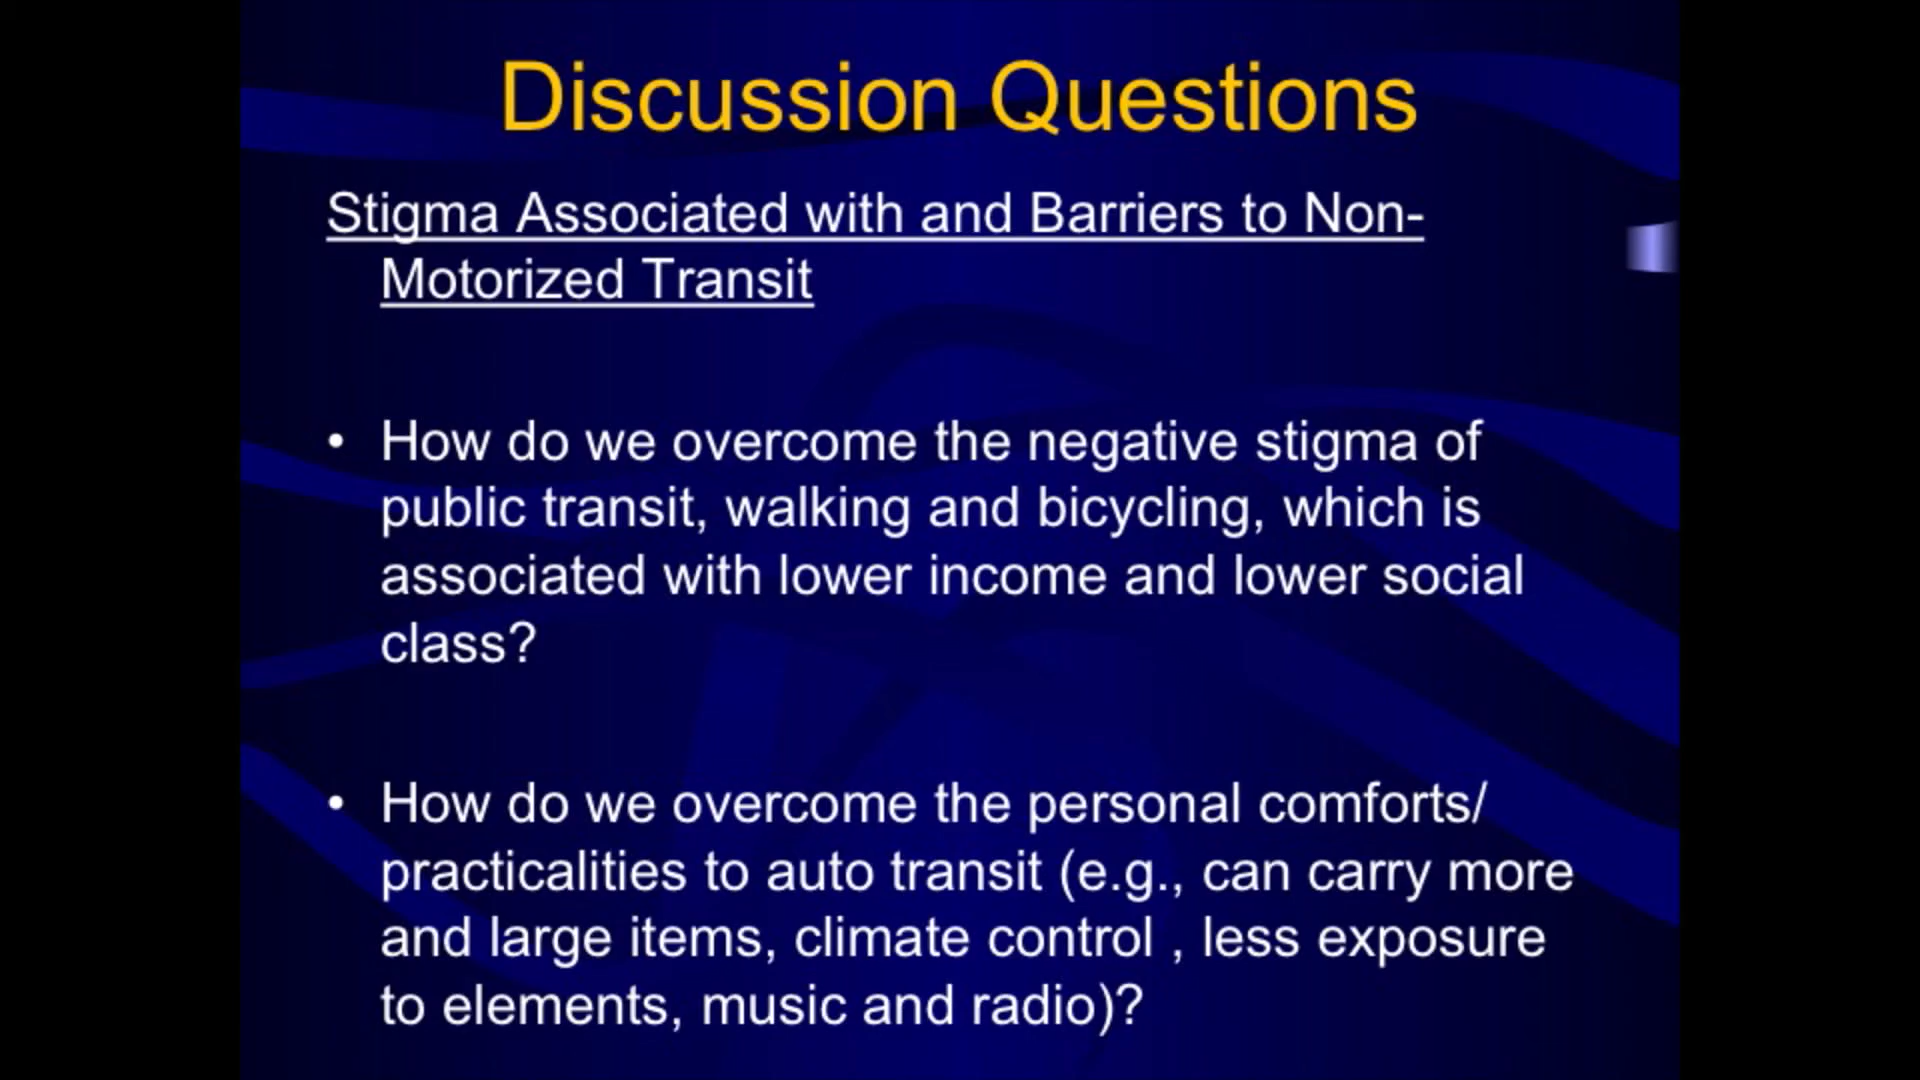 Discussion Questions
Stigma Associated with and Barriers to Non-
Motorized Transit
• How do we overcome the negative stigma of
public transit, walking and bicycling, which is
associated with lower income and lower social
class?
• How do we overcome the personal comforts/
practicalities to auto transit (e.g., can carry more
and large items, climate control , less exposure
to elements, music and radio)?